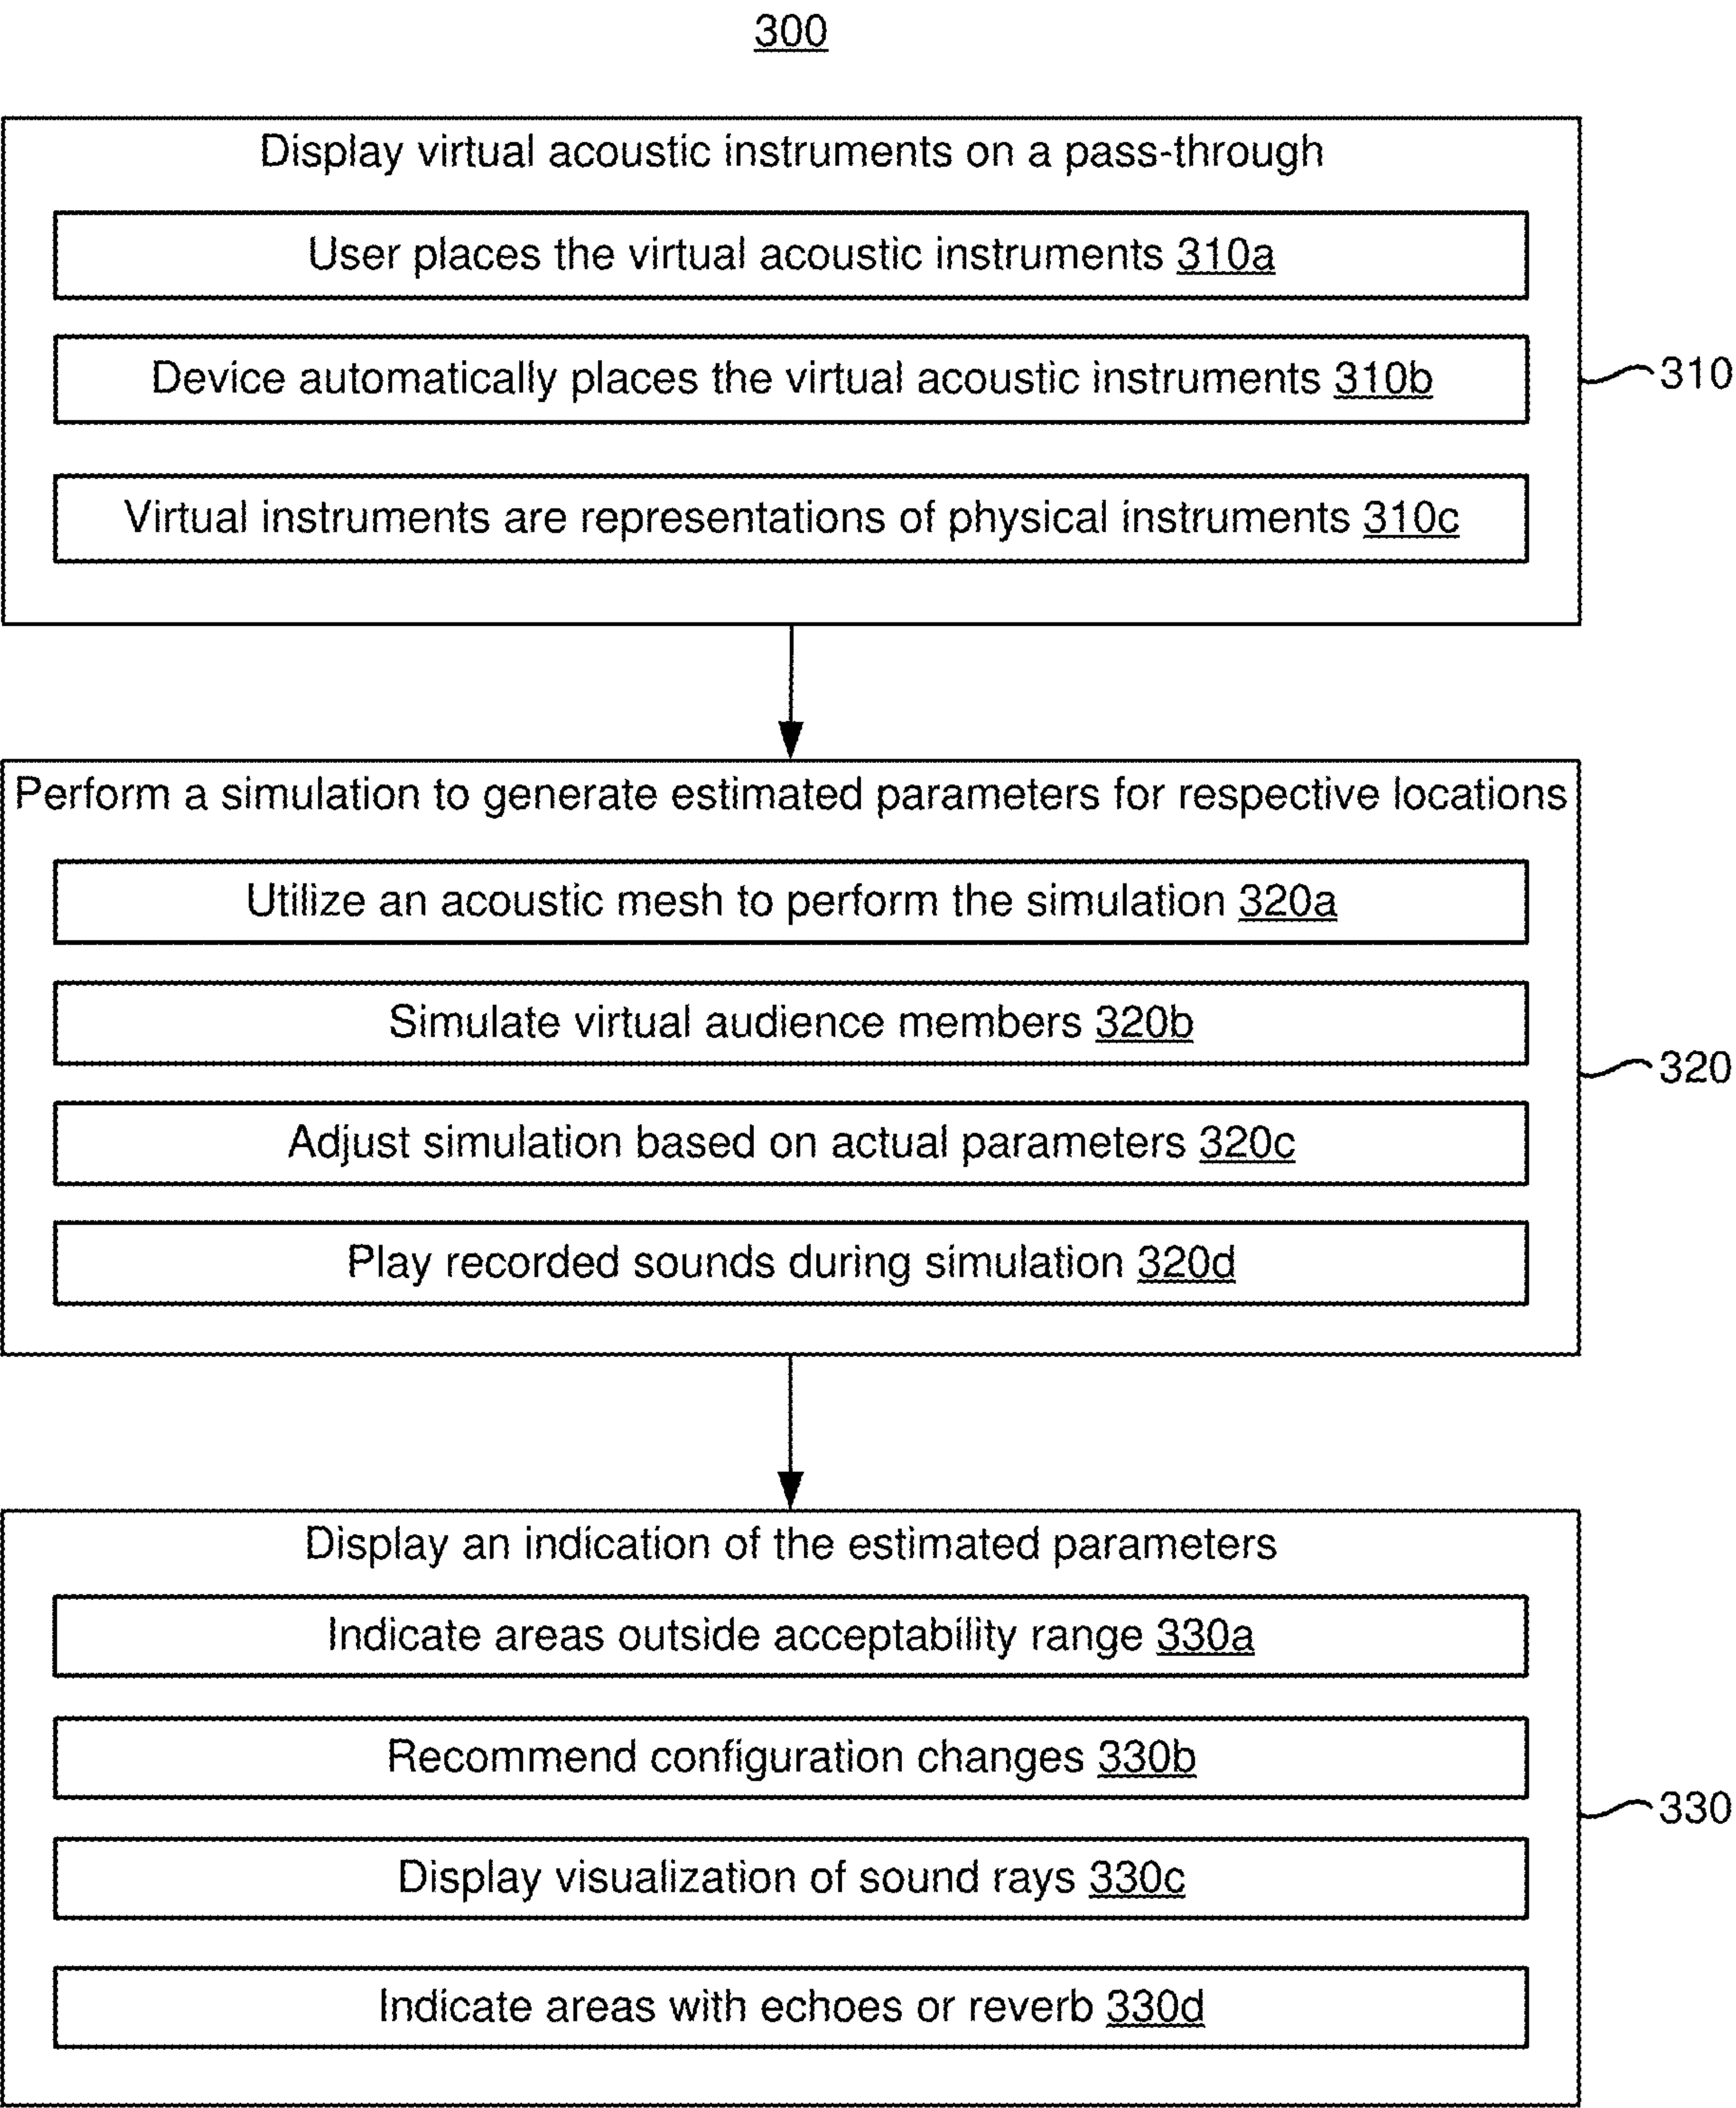 300
Display virtual acoustic instruments on a pass-through
User places the virtual acoustic instruments 310a
Device automatically places the virtual acoustic instruments 310b
310
Virtual instruments are representations of physical instruments 310c
Perform a simulation to generate estimated parameters for respective locations
Utilize an acoustic mesh to perform the simulation 320a
Simulate virtual audience members 320b
320
Adjust simulation based on actual parameters 320c
Play recorded sounds during simulation 320d
Display an indication of the estimated parameters
Indicate areas outside acceptability range 330a
Recommend configuration changes 330b
330
Display visualization of sound rays 330c
Indicate areas with echoes or reverb 330d